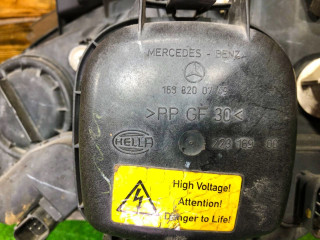 MERCEDES - BENZ
>PP GF 30<
HELLA
High Voltage!
Attention!
Danger to Life!